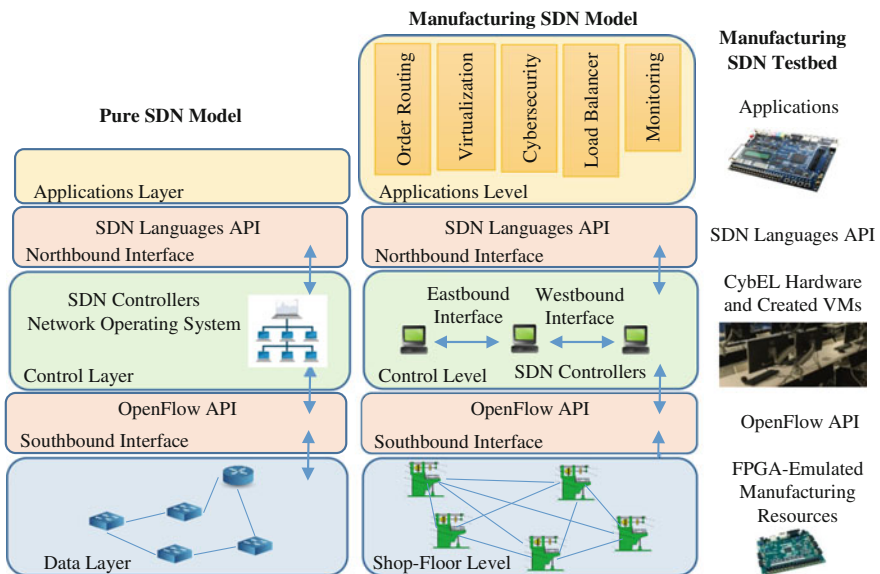 Pure SDN Model
Applications Layer
SDN Languages API
Northbound Interface
SDN Controllers
Network Operating System
Control Layer
OpenFlow API
Southbound Interface
Data Layer
Manufacturing SDN Model
Order Routing
Virtualization
Cybersecurity
Load Balancer
Monitoring
Applications Level
SDN Languages API
Northbound Interface
Eastbound
Interface
Westbound
Interface
Control Level
SDN Controllers
OpenFlow API
Southbound Interface
Shop-Floor Level
Manufacturing
SDN Testbed
Applications
SDN Languages API
CybEL Hardware
and Created VMs
OpenFlow API
FPGA-Emulated
Manufacturing
Resources